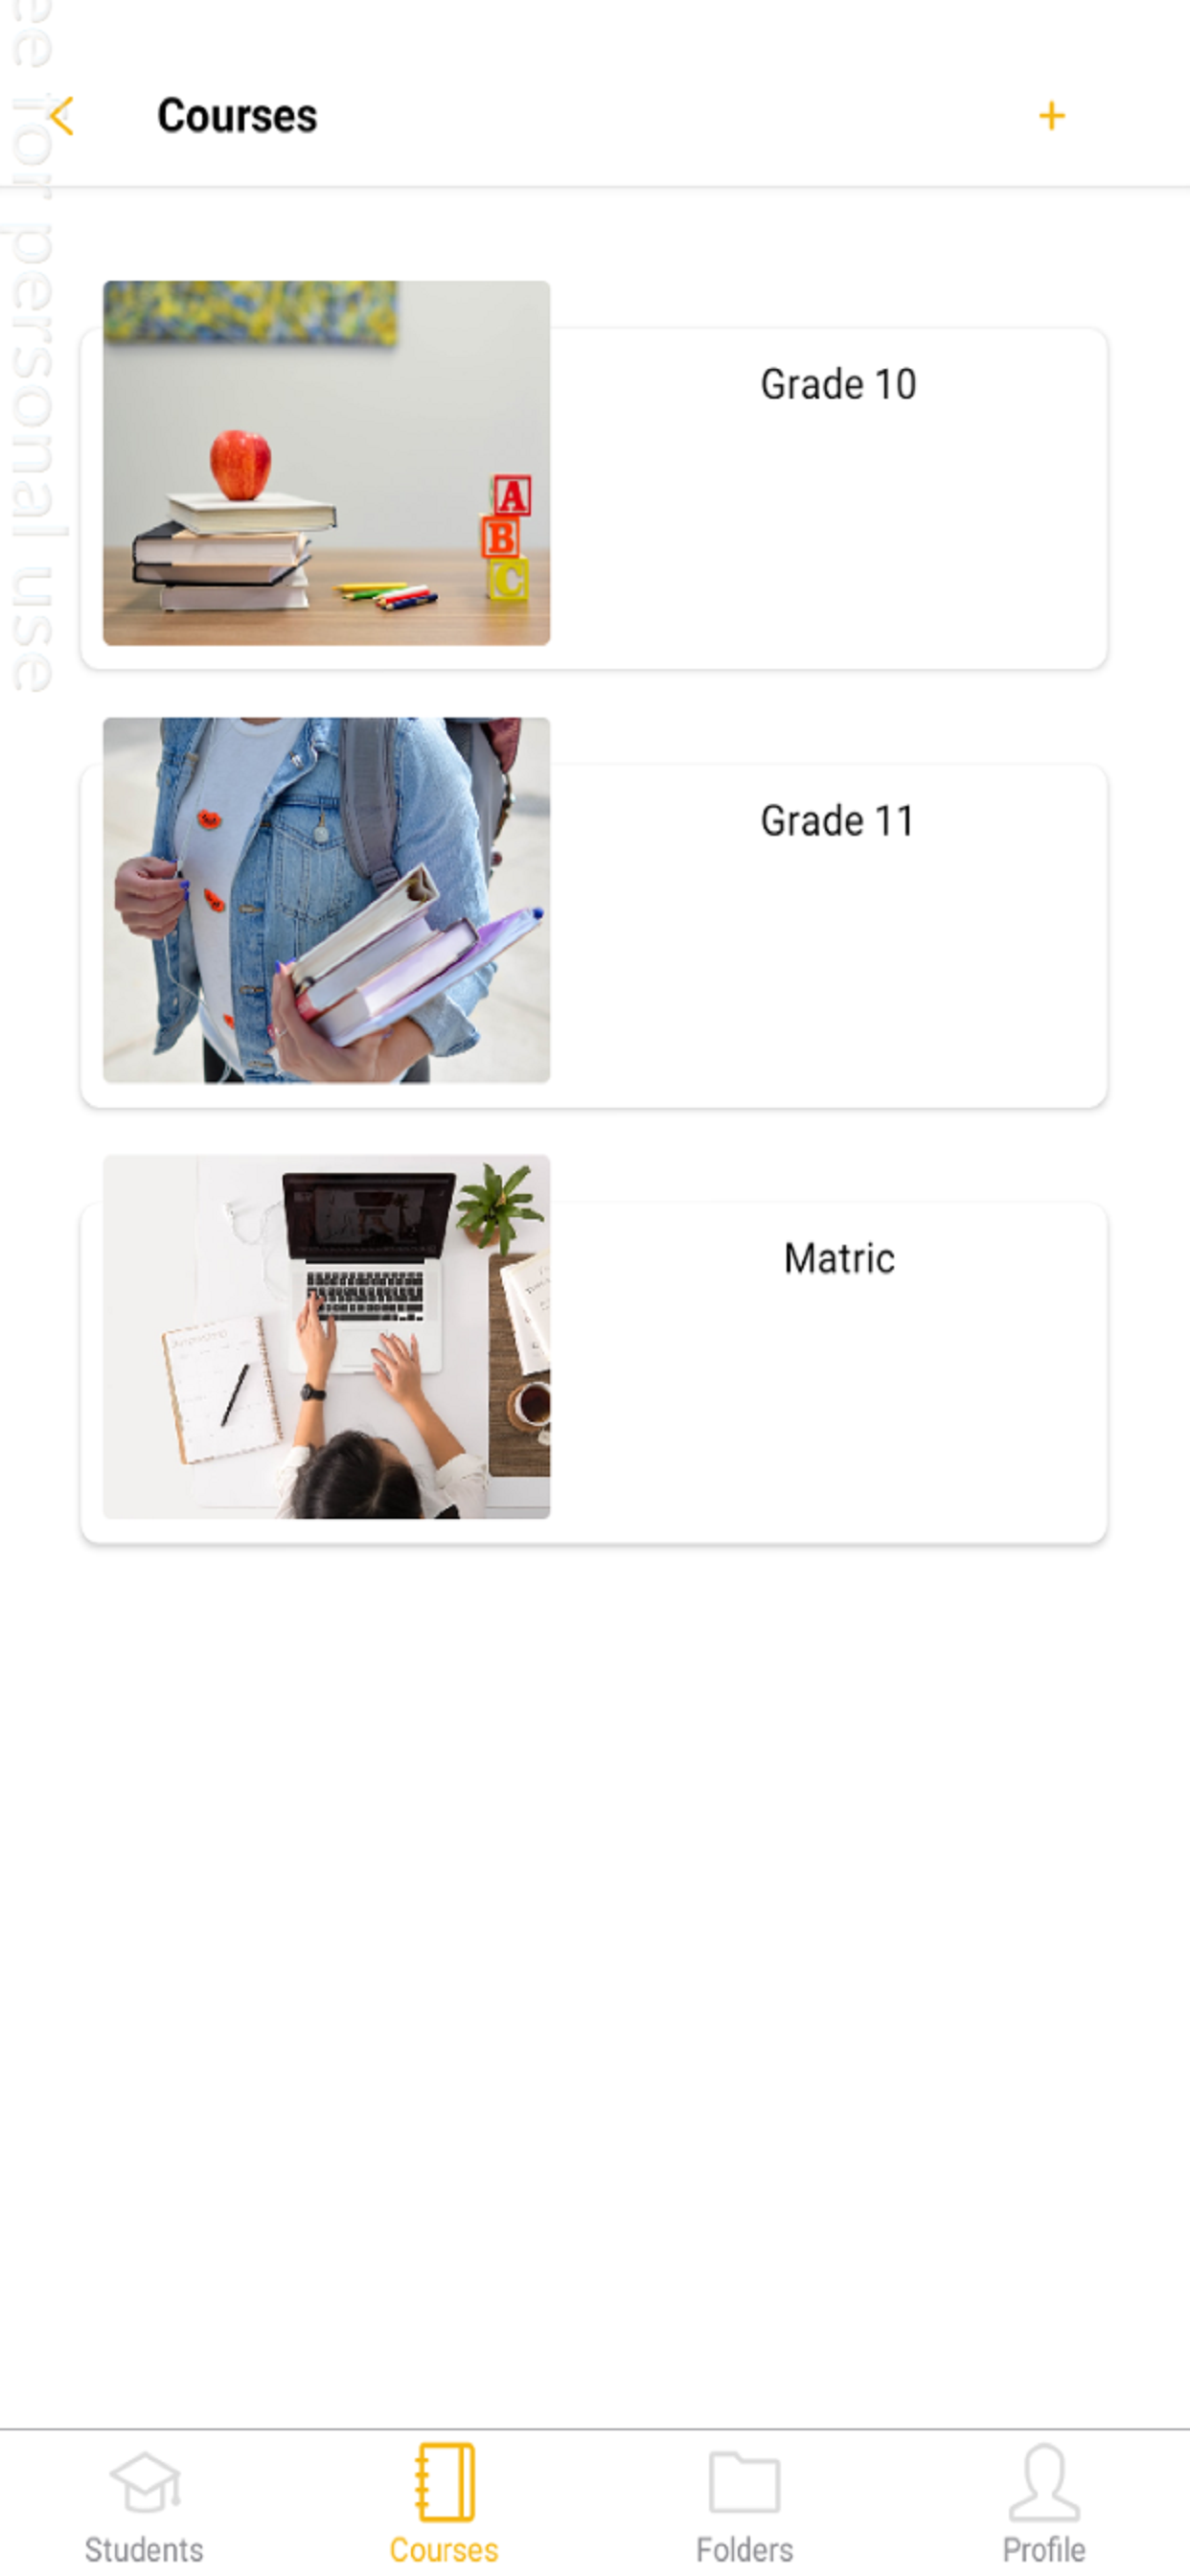 ee for personal use
Courses
+
Grade 10
A
B
C
Grade 11
Matric
Students
Courses
Folders
Profile